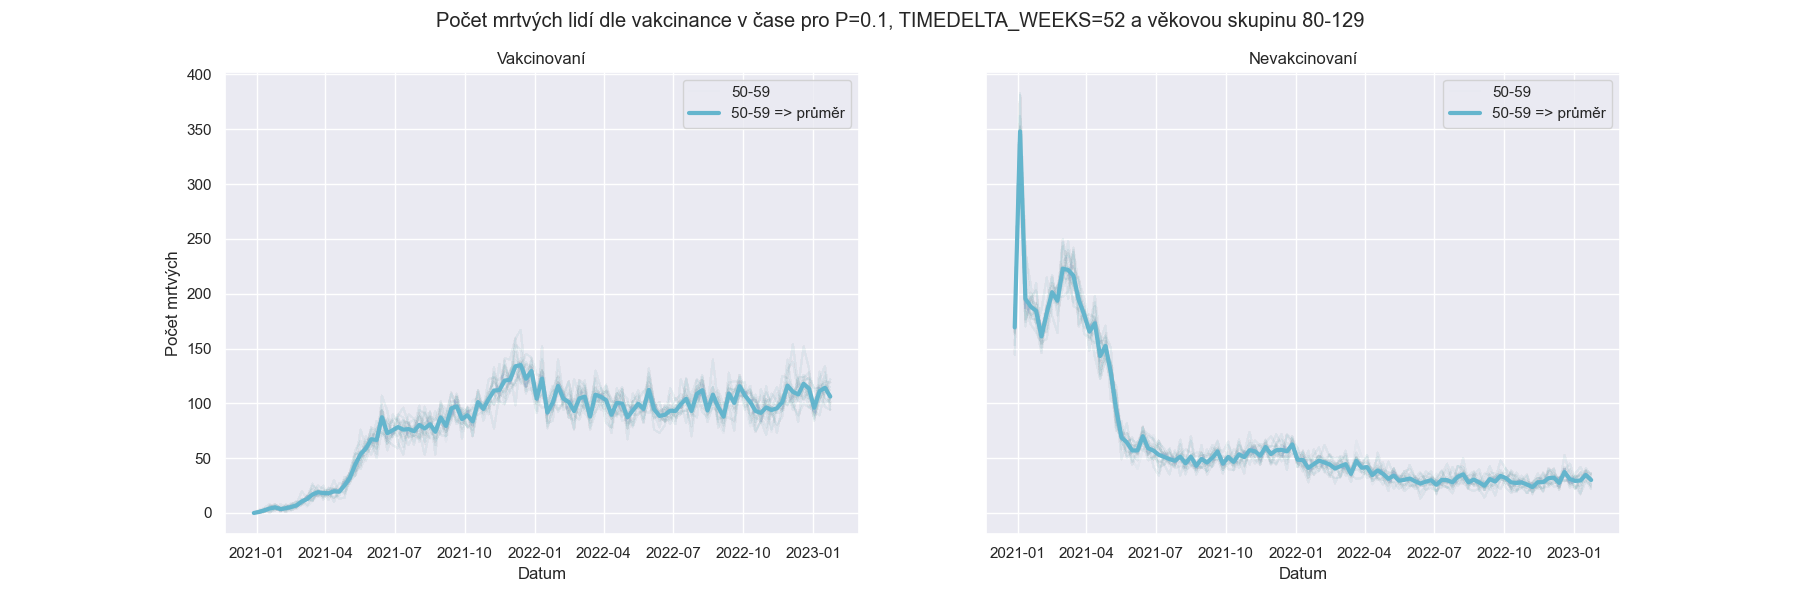 Počet mrtvých lidí dle vakcinance v čase pro P=0.1, TIMEDELTA_WEEKS=52 a věkovou skupinu 80-129
Vakcinovaní
400
350
300
250
200
150
100
50
0
Počet mrtvých
50-59
50-59 => průměr
2021-01 2021-04 2021-07 2021-10 2022-01 2022-04 2022-07 2022-10 2023-01
Datum
Nevakcinovaní
50-59
50-59 => průměr
2021-01 2021-04 2021-07 2021-10 2022-01 2022-04 2022-07 2022-10 2023-01
Datum